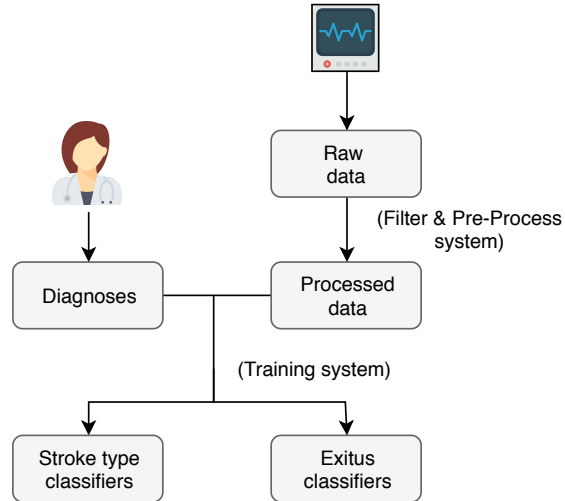 Raw
data
(Filter & Pre-Process
system)
Diagnoses
Processed
data
(Training system)
Stroke type
classifiers
Exitus
classifiers